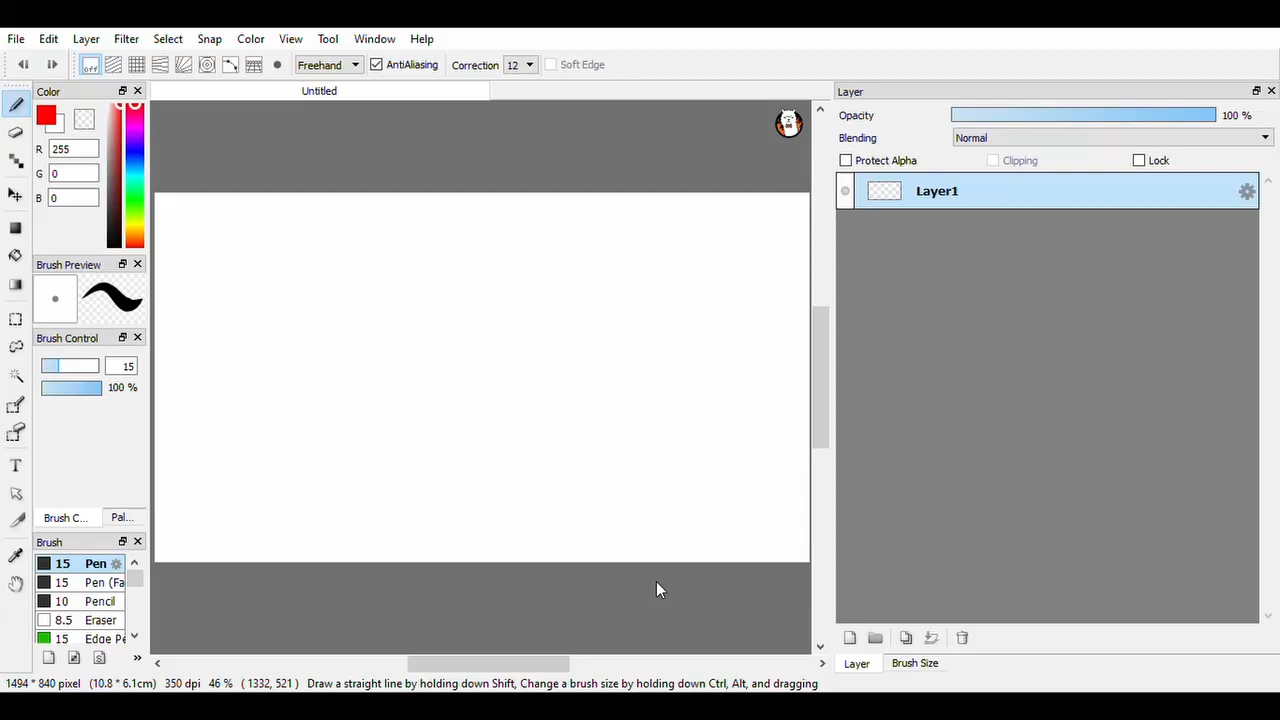 File Edit Layer Filter Select Snap Color View Tool Window Help
off Freehand AntiAliasing Correction 12 Soft Edge
Color
Untitled
Layer
R 255
G 0
B 0
Opacity 100 %
Blending Normal
Protect Alpha Clipping Lock
Layer1
Brush Preview
Brush Control
15
100 %
Brush C... Pal...
Brush
15 Pen
15 Pen (Fa
10 Pencil
8.5 Eraser
15 Edge Pe
Layer Brush Size
1494 * 840 pixel (10.8 * 6.1cm) 350 dpi 46 % ( 1332, 521 ) Draw a straight line by holding down Shift, Change a brush size by holding down Ctrl, Alt, and dragging